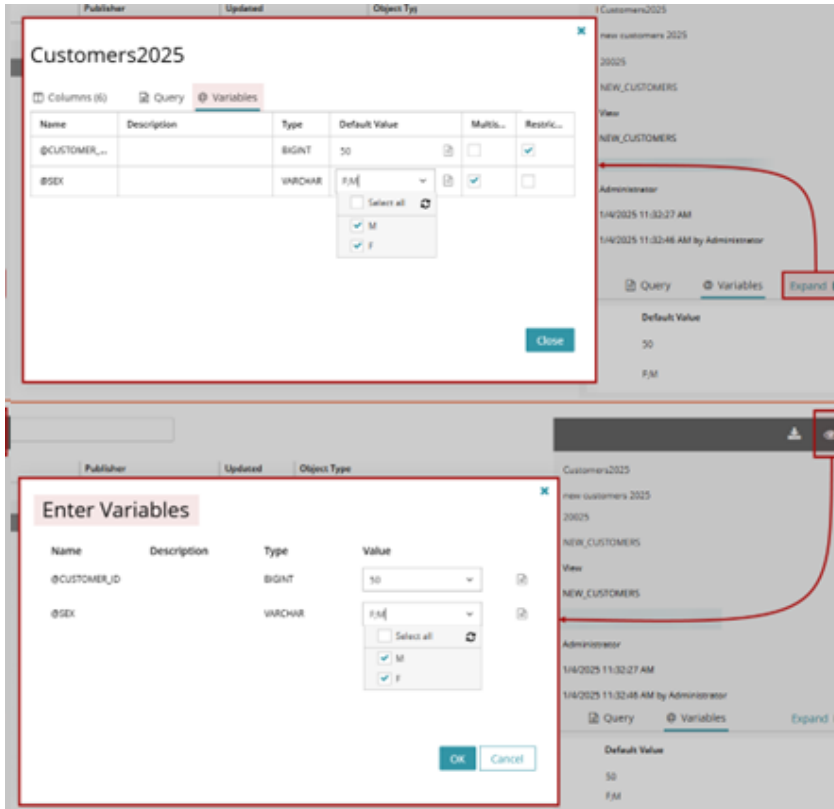 Publisher Updated Object Typ
Customers2025
new customers 2025
20025
NEW_CUSTOMERS
View
NEW_CUSTOMERS
Administrator
1/4/2025 11:32:27 AM
1/4/2025 11:32:46 AM by Administrator
Query @ Variables Expand
Default Value
50
F;M
Customers2025
Columns (6) Query @ Variables
Name Description Type Default Value Multis... Restric...
@CUSTOMER_... BIGINT 50
@SEX VARCHAR F;M
Select all
M
F
Close
Publisher Updated Object Type
Customers2025
new customers 2025
20025
NEW_CUSTOMERS
View
NEW_CUSTOMERS
Administrator
1/4/2025 11:32:27 AM
1/4/2025 11:32:46 AM by Administrator
Query @ Variables Expand
Default Value
50
F;M
Enter Variables
Name Description Type Value
@CUSTOMER_ID BIGINT 50
@SEX VARCHAR F;M
Select all
M
F
OK Cancel